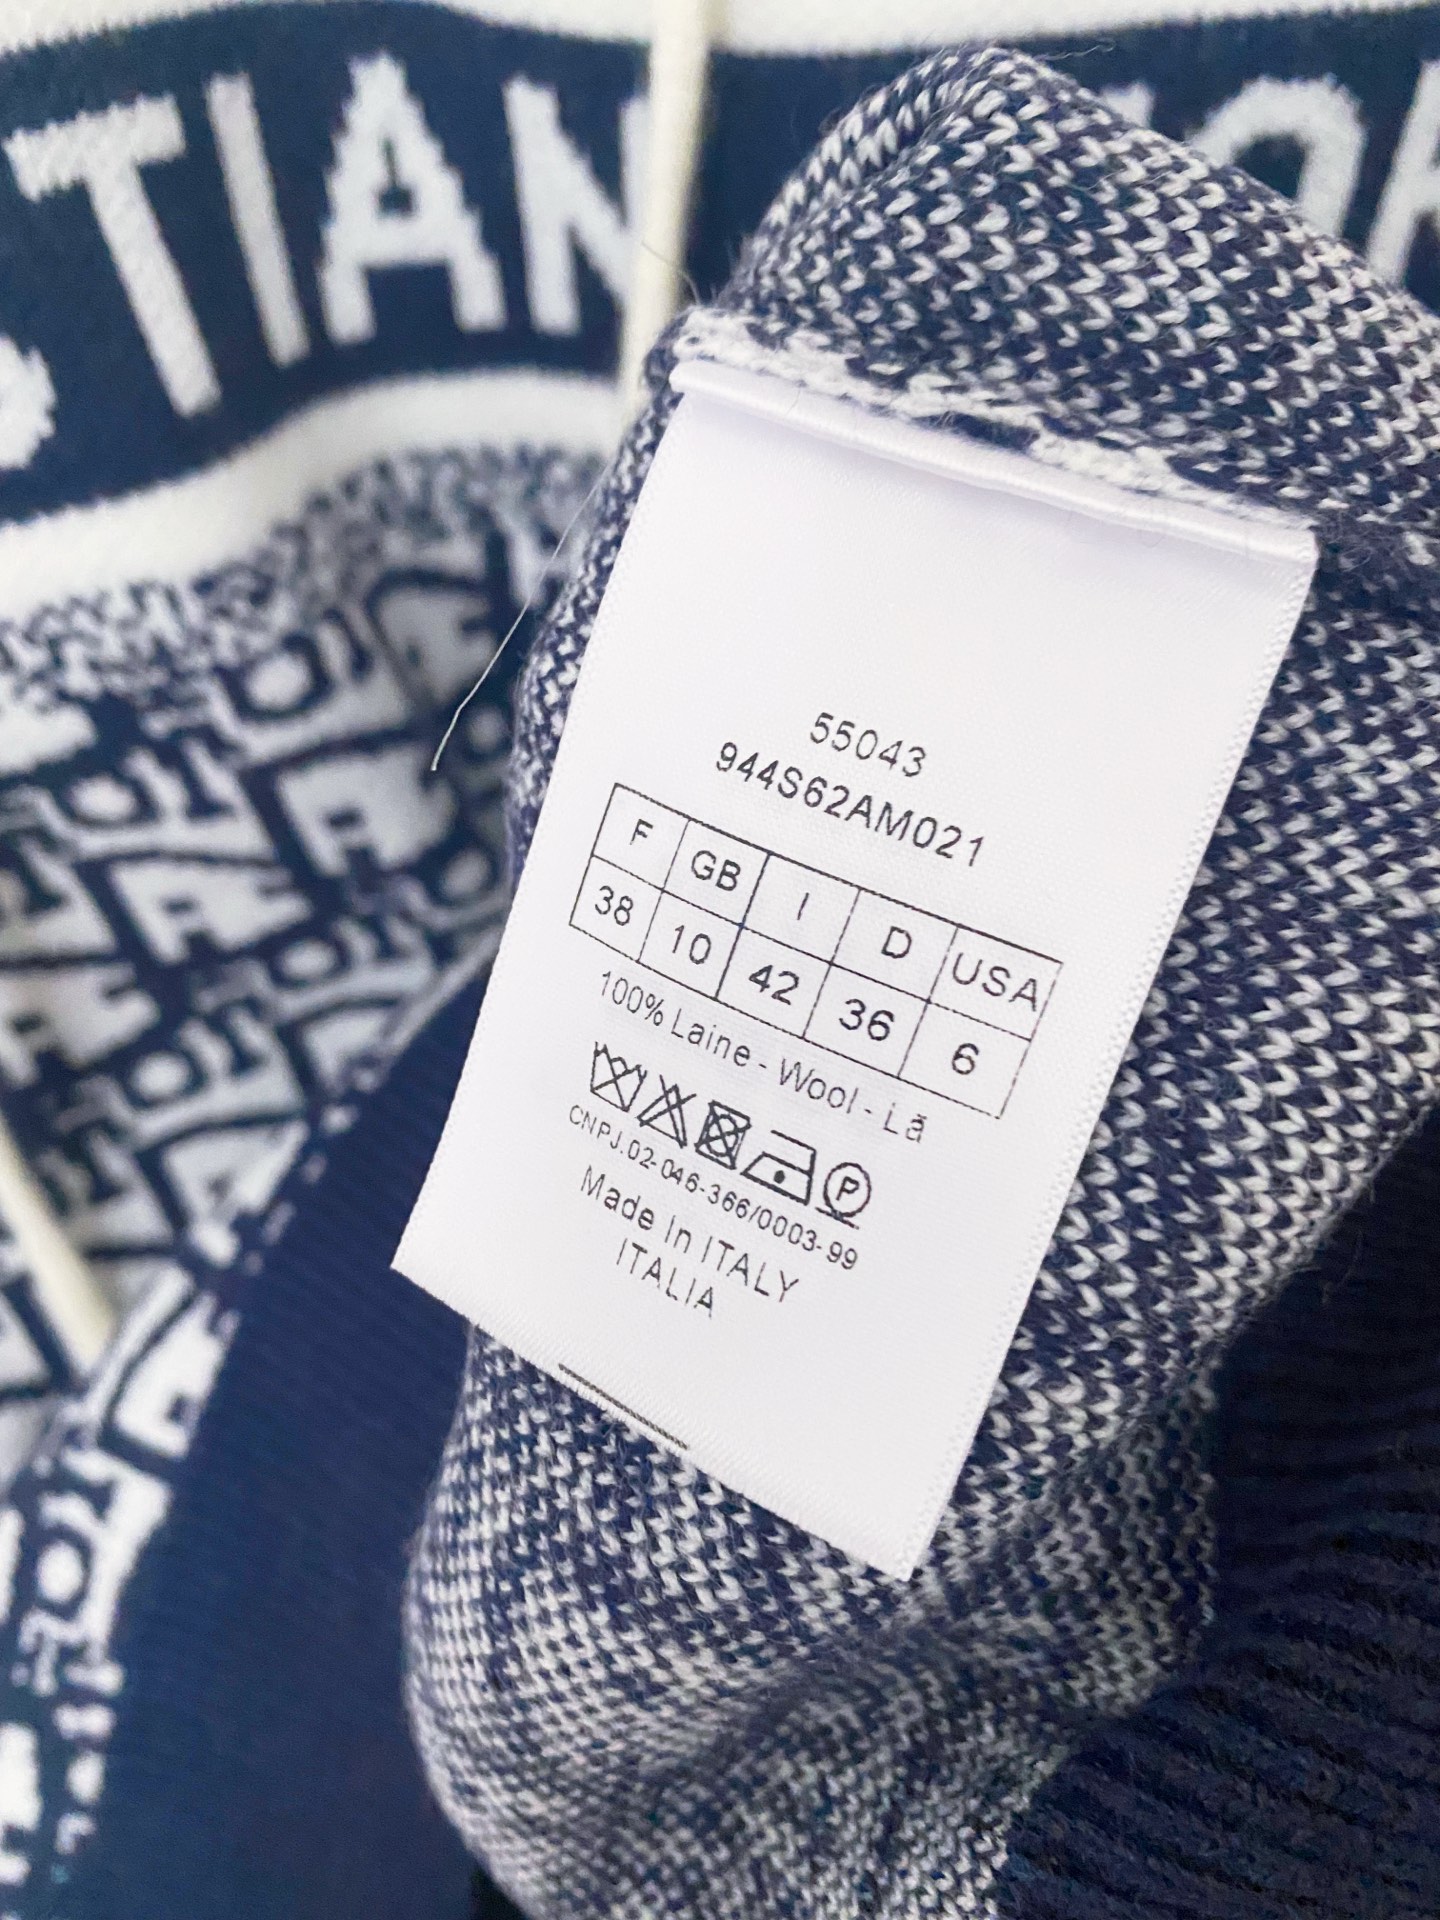 TIAN
55043
944S62AM021
F GB I D USA
38 10 42 36 6
100% Laine - Wool - Lã
P
CNPJ.02-046-366/0003-99
Made in ITALY
ITALIA